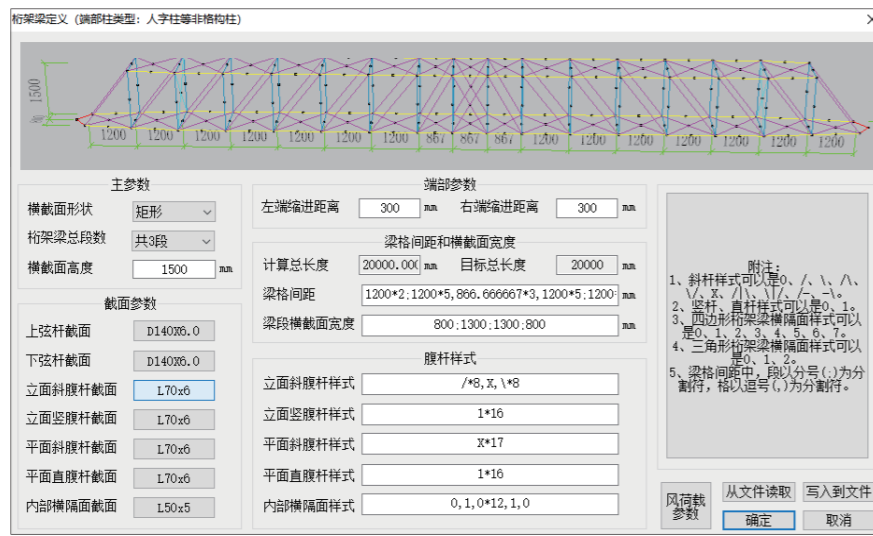 桁架梁定义 (端部柱类型: 人字柱等非格构柱)
1500
1200 1200 1200 1200 1200 1200 1200 867 867 867 1200 1200 1200 1200 1200 1200 1200
主参数
横截面形状 矩形
桁架梁总段数 共3段
横截面高度 1500 mm
截面参数
上弦杆截面 D140X6.0
下弦杆截面 D140X6.0
立面斜腹杆截面 L70x6
立面竖腹杆截面 L70x6
平面斜腹杆截面 L70x6
平面直腹杆截面 L70x6
内部横隔面截面 L50x5
端部参数
左端缩进距离 300 mm 右端缩进距离 300 mm
梁格间距和横截面宽度
计算总长度 20000.00( mm 目标总长度 20000 mm
梁格间距 1200*2;1200*5,866.666667*3,1200*5;1200 mm
梁段横截面宽度 800;1300;1300;800 mm
腹杆样式
立面斜腹杆样式 /*8,X,\*8
立面竖腹杆样式 1*16
平面斜腹杆样式 X*17
平面直腹杆样式 1*16
内部横隔面样式 0,1,0*12,1,0
附注:
1、斜杆样式可以是0、/、\、/\、
\/、X、/|\、\|/、/-、-\。
2、竖杆、直杆样式可以是0、1。
3、四边形桁架梁横隔面样式可以
是0、1、2、3、4、5、6、7。
4、三角形桁架梁横隔面样式可以
是0、1、2。
5、梁格间距中，段以分号(;)为分
割符，格以逗号(,)为分割符。
风荷载
参数
从文件读取 写入到文件
确定 取消